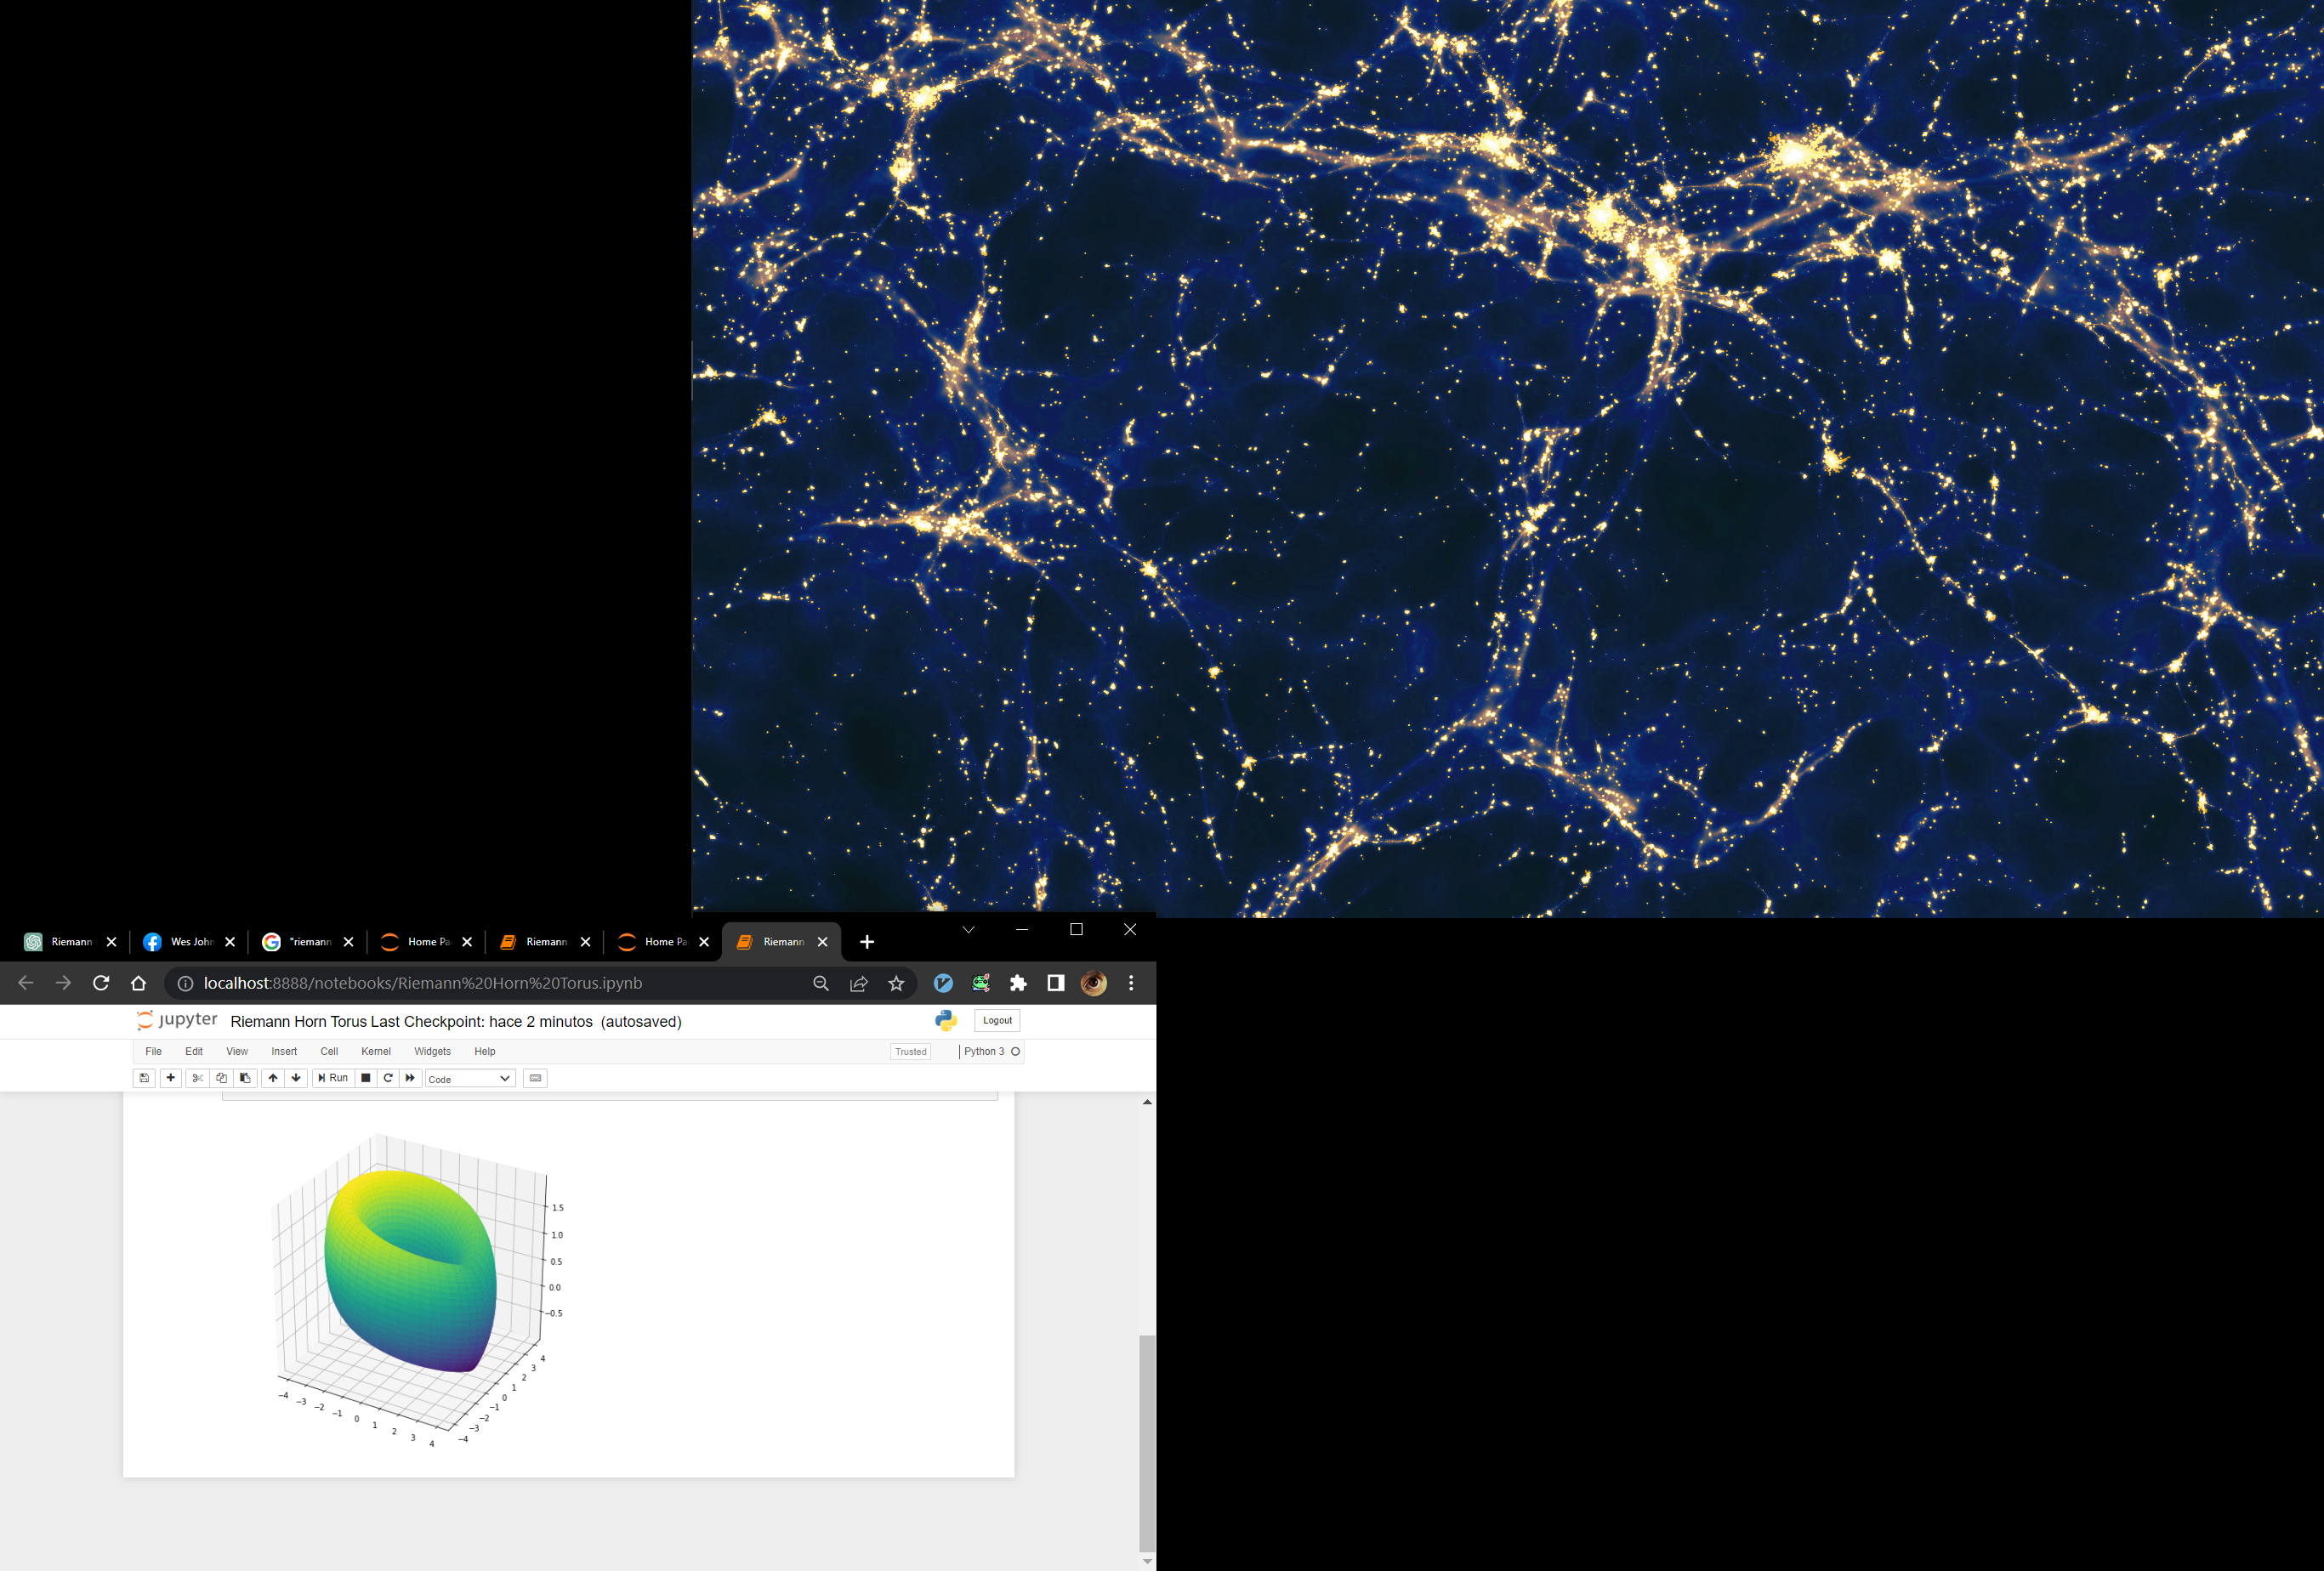 Riemann Wes John "riemann Home Pa Riemann Home Pa Riemann
localhost:8888/notebooks/Riemann%20Horn%20Torus.ipynb
jupyter Riemann Horn Torus Last Checkpoint: hace 2 minutos (autosaved) Logout
File Edit View Insert Cell Kernel Widgets Help Trusted Python 3
Run Code
1.5
1.0
0.5
0.0
−0.5
−4 −3 −2 −1 0 1 2 3 4
−4 −3 −2 −1 0 1 2 3 4